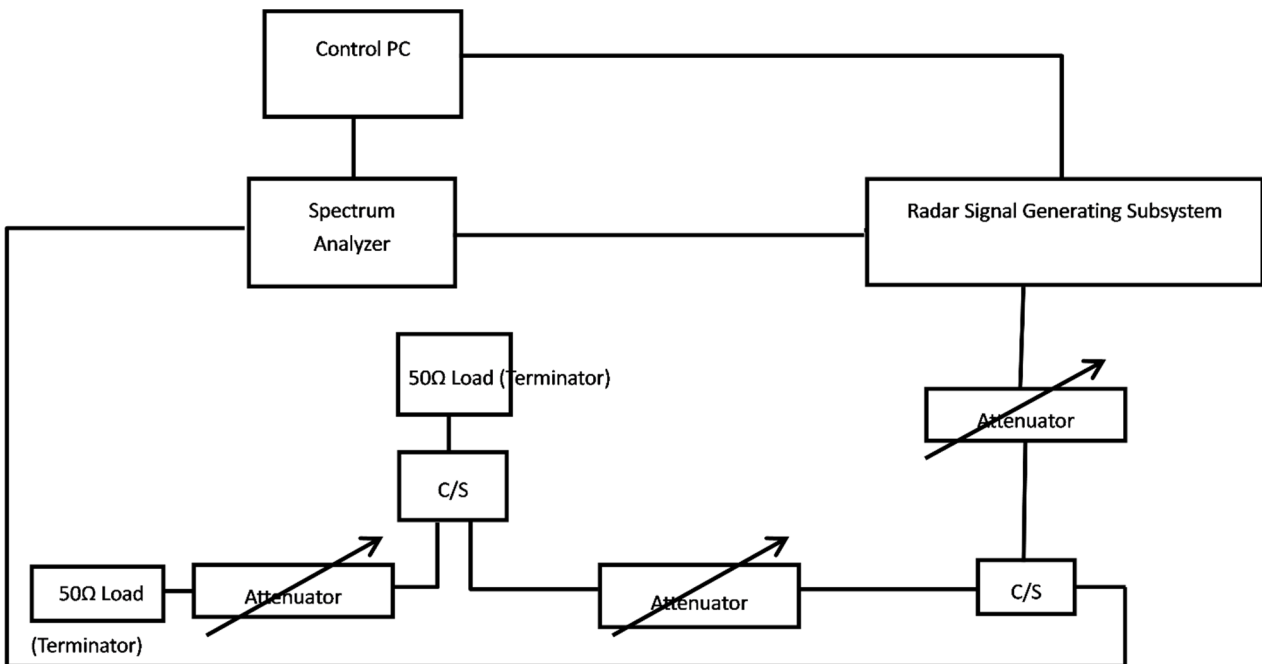 Control PC
Spectrum
Analyzer
Radar Signal Generating Subsystem
50Ω Load (Terminator)
Attenuator
C/S
50Ω Load
(Terminator)
Attenuator
Attenuator
C/S